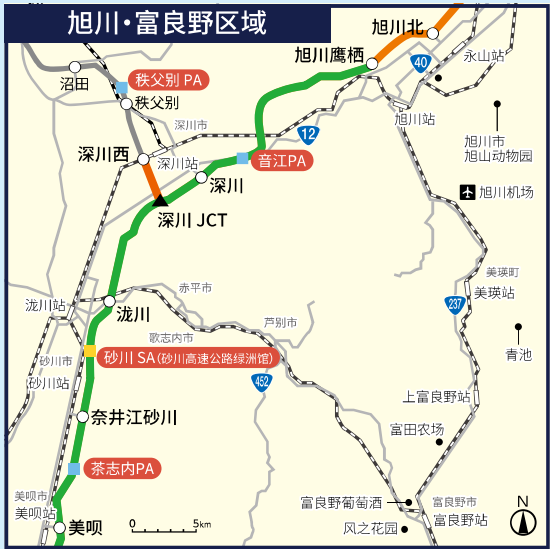 旭川・富良野区域
旭川北
旭川鹰栖
永山站
40
沼田
秩父别 PA
秩父别
深川市
旭川站
12
旭川市
旭山动物园
深川西
深川站
音江PA
深川
旭川机场
深川 JCT
美瑛町
赤平市
美瑛站
237
泷川站
泷川
芦别市
歌志内市
青池
砂川市
砂川 SA(砂川高速公路绿洲馆)
砂川站
452
上富良野站
奈井江砂川
富田农场
茶志内PA
美呗市
美呗站
美呗
0
5km
富良野葡萄酒
富良野市
富良野站
风之花园
N